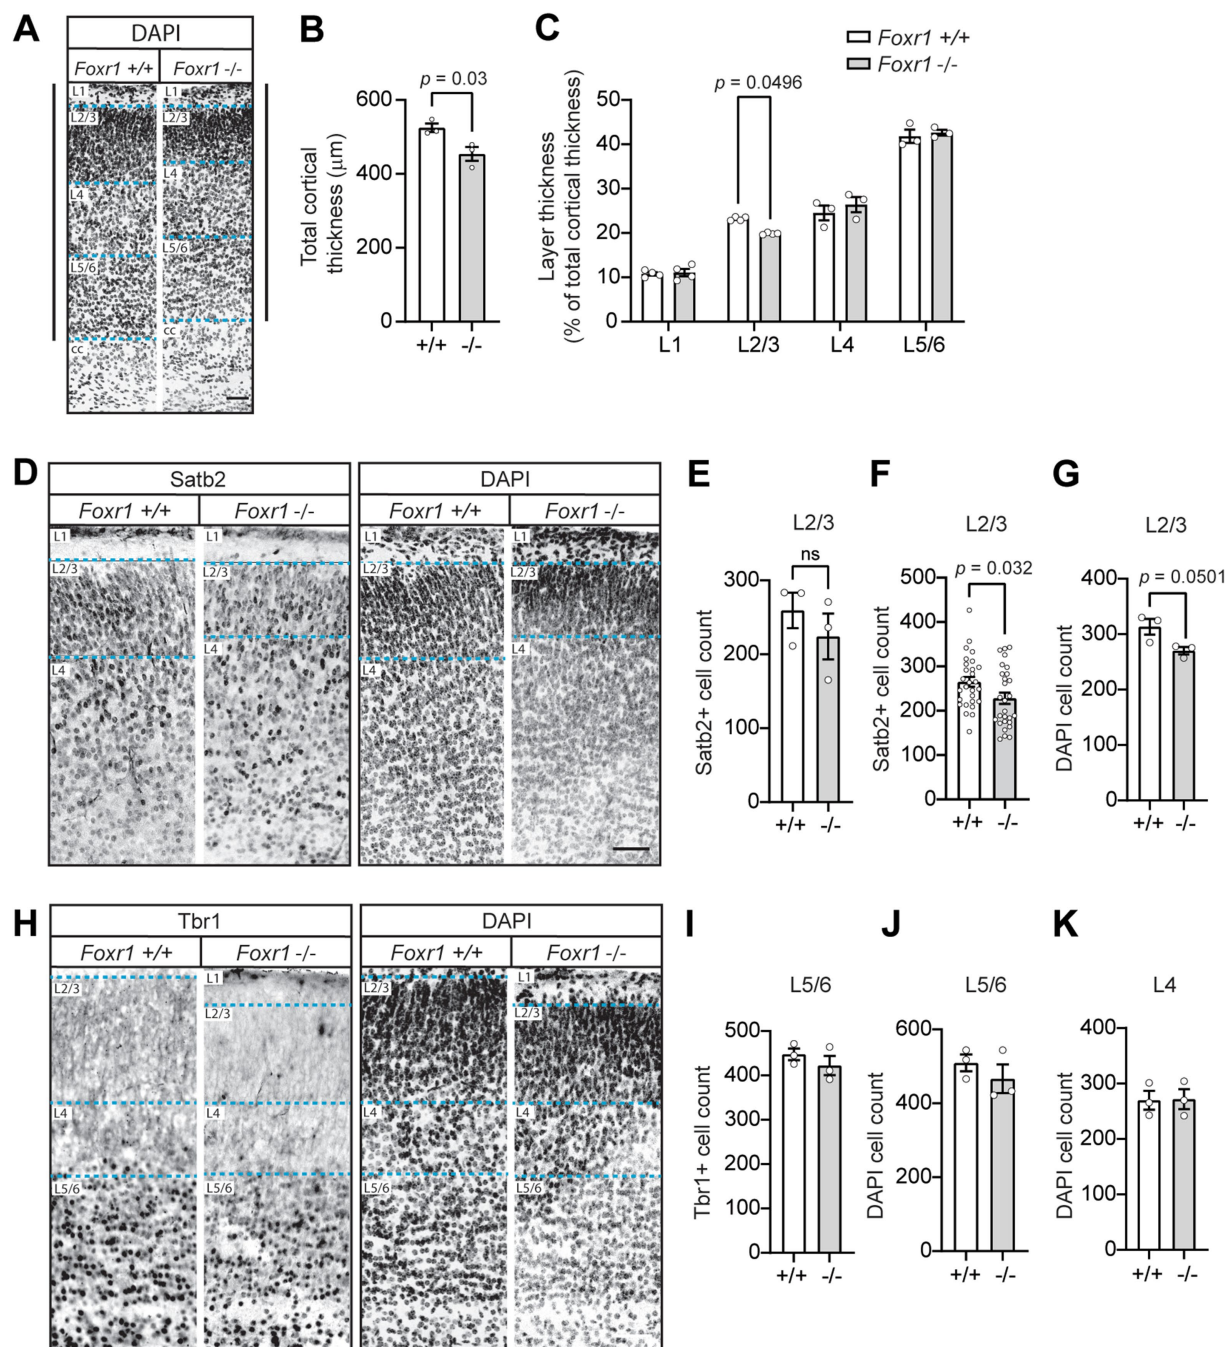 A
DAPI
Foxr1 +/+
Foxr1 -/-
L1
L2/3
L4
L5/6
cc
L1
L2/3
L4
L5/6
cc
B
p = 0.03
Total cortical
thickness (μm)
600
400
200
0
+/+
-/-
C
Foxr1 +/+
Foxr1 -/-
p = 0.0496
Layer thickness
(% of total cortical thickness)
50
40
30
20
10
0
L1
L2/3
L4
L5/6
D
Satb2
Foxr1 +/+
Foxr1 -/-
L1
L2/3
L4
L2/3
L4
DAPI
Foxr1 +/+
Foxr1 -/-
L1
L2/3
L4
L1
L2/3
L4
E
L2/3
ns
Satb2+ cell count
300
200
100
0
+/+
-/-
F
L2/3
p = 0.032
Satb2+ cell count
500
400
300
200
100
0
+/+
-/-
G
L2/3
p = 0.0501
DAPI cell count
400
300
200
100
0
+/+
-/-
H
Tbr1
Foxr1 +/+
Foxr1 -/-
L2/3
L4
L5/6
L1
L2/3
L4
L5/6
DAPI
Foxr1 +/+
Foxr1 -/-
L2/3
L4
L5/6
L1
L2/3
L4
L5/6
I
L5/6
Tbr1+ cell count
500
400
300
200
100
0
+/+
-/-
J
L5/6
DAPI cell count
600
400
200
0
+/+
-/-
K
L4
DAPI cell count
400
300
200
100
0
+/+
-/-